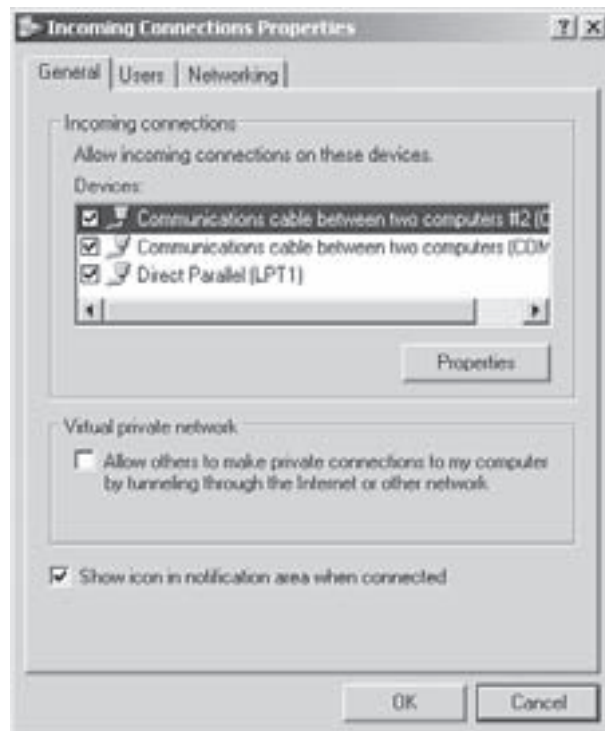 Incoming Connections Properties
General Users Networking
Incoming connections
Allow incoming connections on these devices.
Devices:
Communications cable between two computers #2 (C
Communications cable between two computers (COM
Direct Parallel (LPT1)
Properties
Virtual private network
Allow others to make private connections to my computer
by tunneling through the Internet or other network
Show icon in notification area when connected
OK Cancel